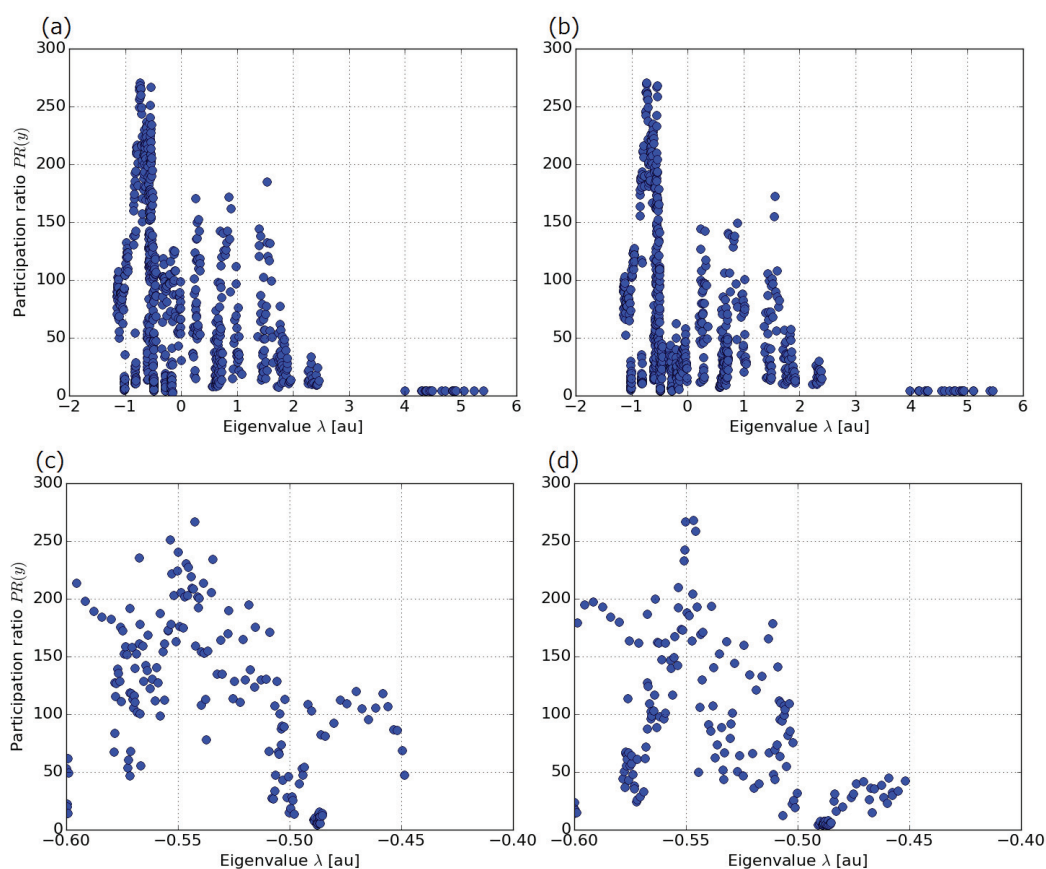 (a) (b)
300 300
250 250
200 200
150 150
100 100
50 50
0 0
Participation ratio PR(y)
−2 −1 0 1 2 3 4 5 6 −2 −1 0 1 2 3 4 5 6
Eigenvalue λ [au] Eigenvalue λ [au]
(c) (d)
300 300
250 250
200 200
150 150
100 100
50 50
0 0
Participation ratio PR(y)
−0.60 −0.55 −0.50 −0.45 −0.40 −0.60 −0.55 −0.50 −0.45 −0.40
Eigenvalue λ [au] Eigenvalue λ [au]